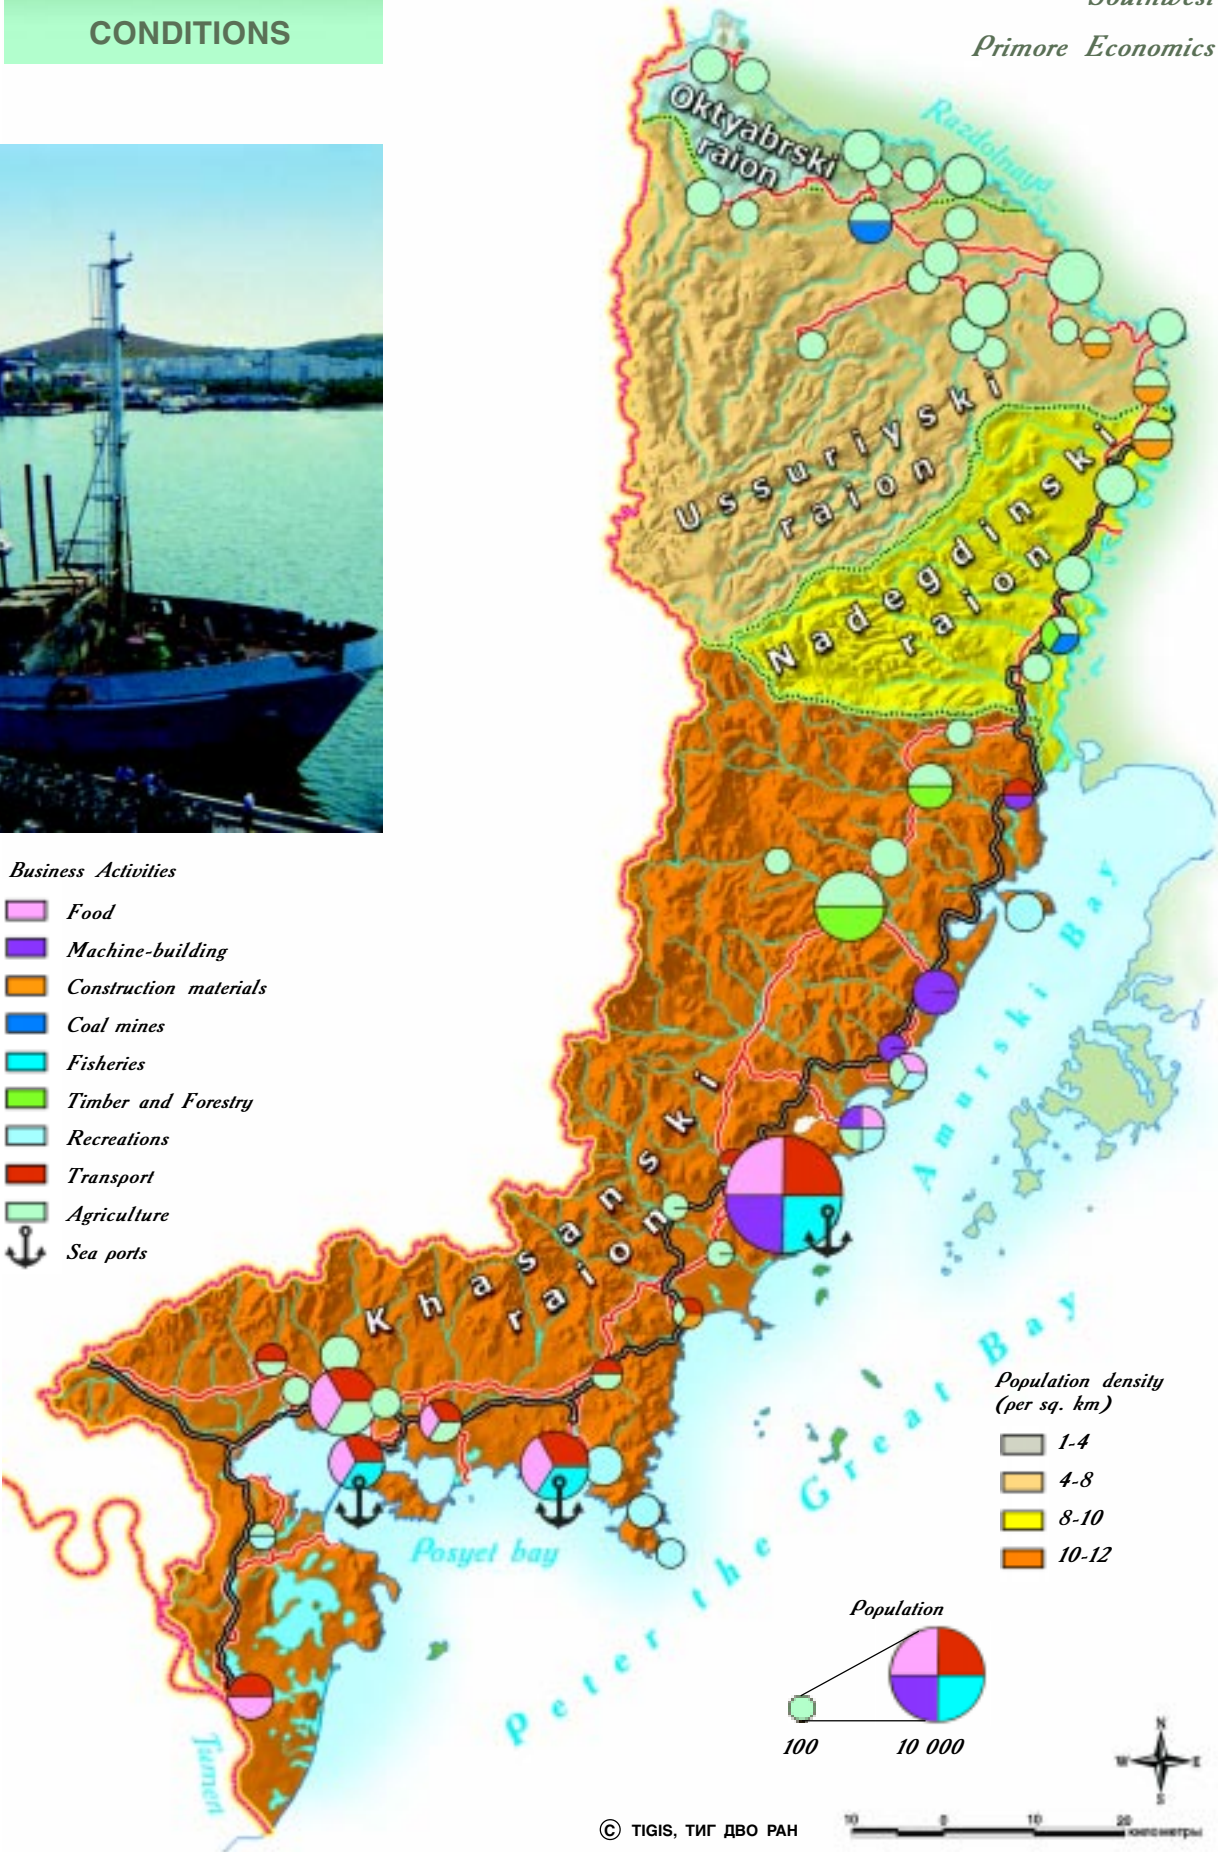 CONDITIONS
Southwest
Primore Economics
Oktyabrski
raion
Razdolnaya
Ussuriyski
raion
Nadegdinski
raion
Business Activities
Food
Machine-building
Construction materials
Coal mines
Fisheries
Timber and Forestry
Recreations
Transport
Agriculture
Sea ports
Amurski Bay
Khasanski
raion
Posyet bay
Peter the Great Bay
Tumen
Population density
(per sq. km)
1-4
4-8
8-10
10-12
Population
100
10 000
N
W
E
S
© TIGIS, ТИГ ДВО РАН
10
0
10
20
километры